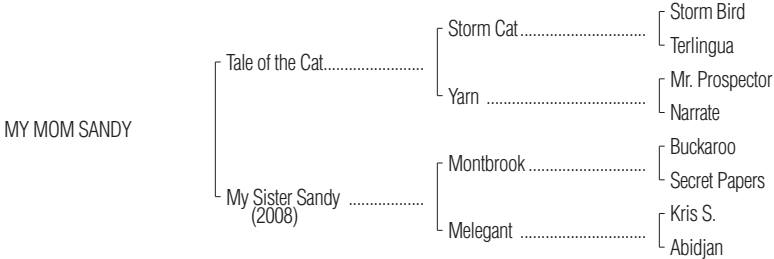 Storm Bird
Storm Cat..............................
Tale of the Cat........................ Terlingua
Mr. Prospector
Yarn ......................................
MY MOM SANDY Narrate
Buckaroo
Montbrook............................
My Sister Sandy .................. Secret Papers
(2008) Kris S.
Melegant ..............................
Abidjan